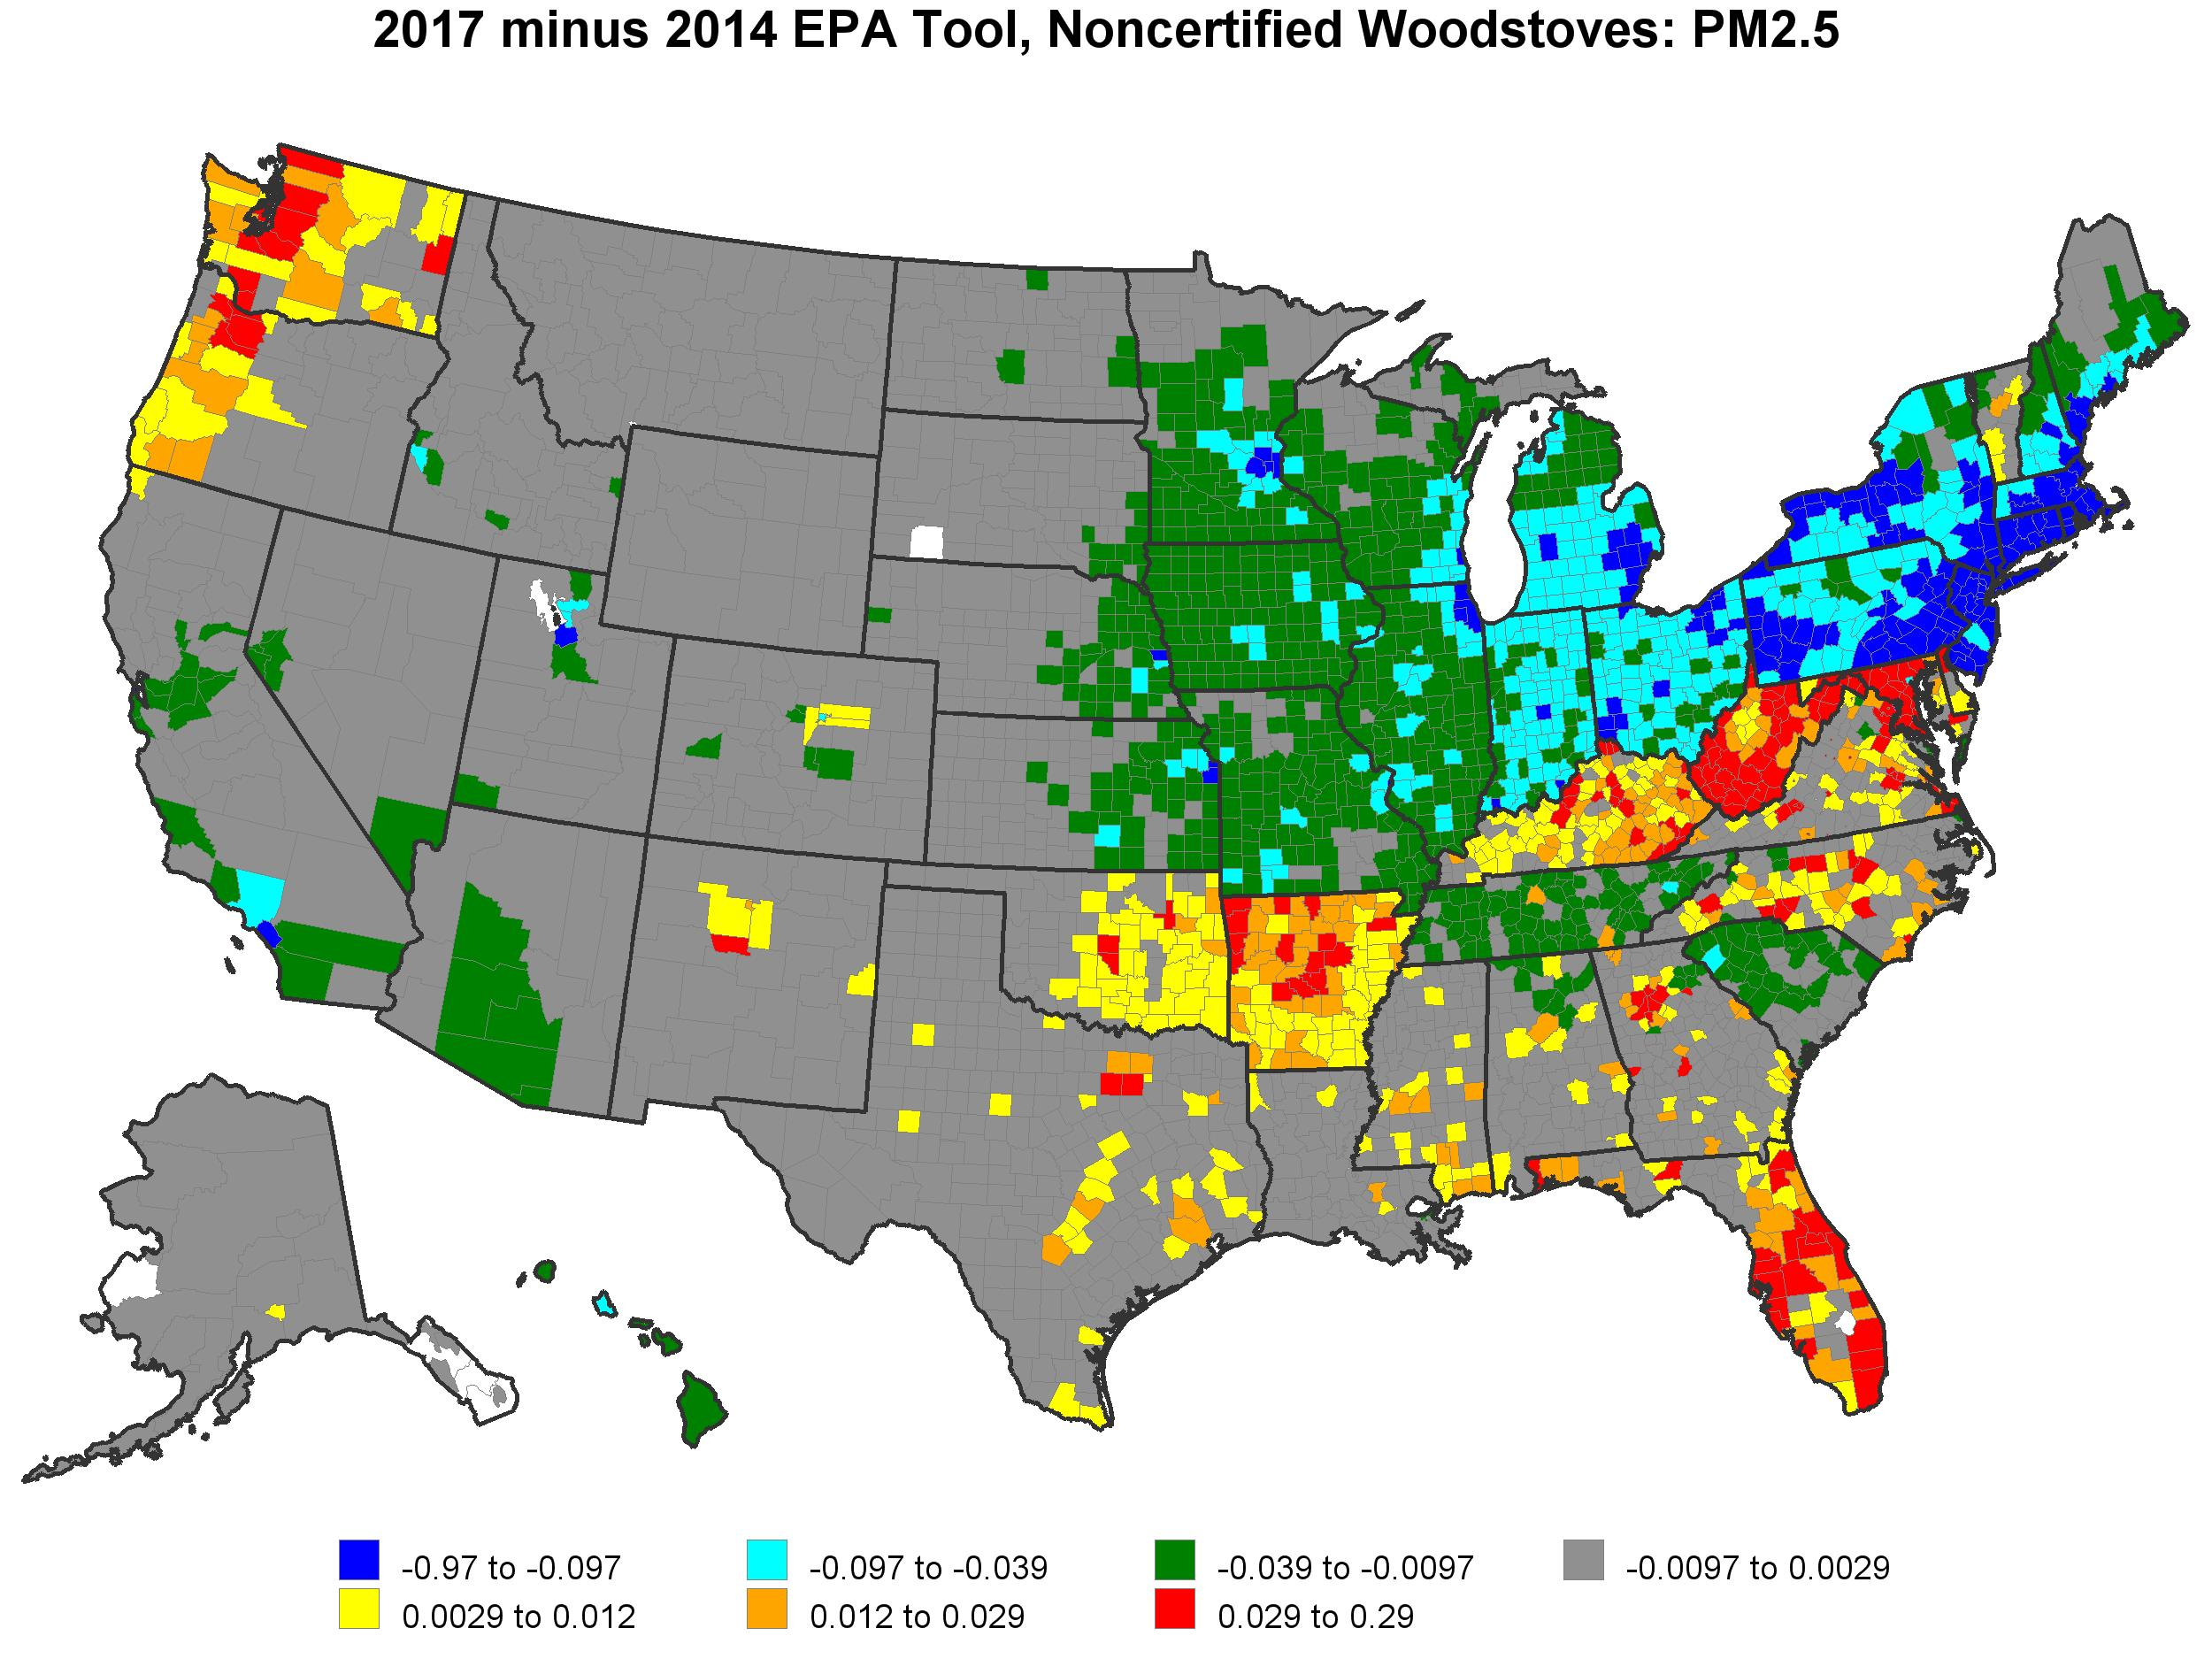 2017 minus 2014 EPA Tool, Noncertified Woodstoves: PM2.5
-0.97 to -0.097 -0.097 to -0.039 -0.039 to -0.0097 -0.0097 to 0.0029
0.0029 to 0.012 0.012 to 0.029 0.029 to 0.29